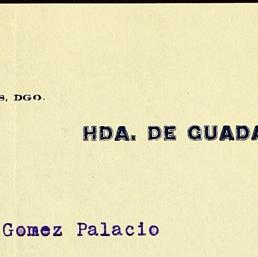 S, DGO.
HDA. DE GUADA
Gomez Palacio